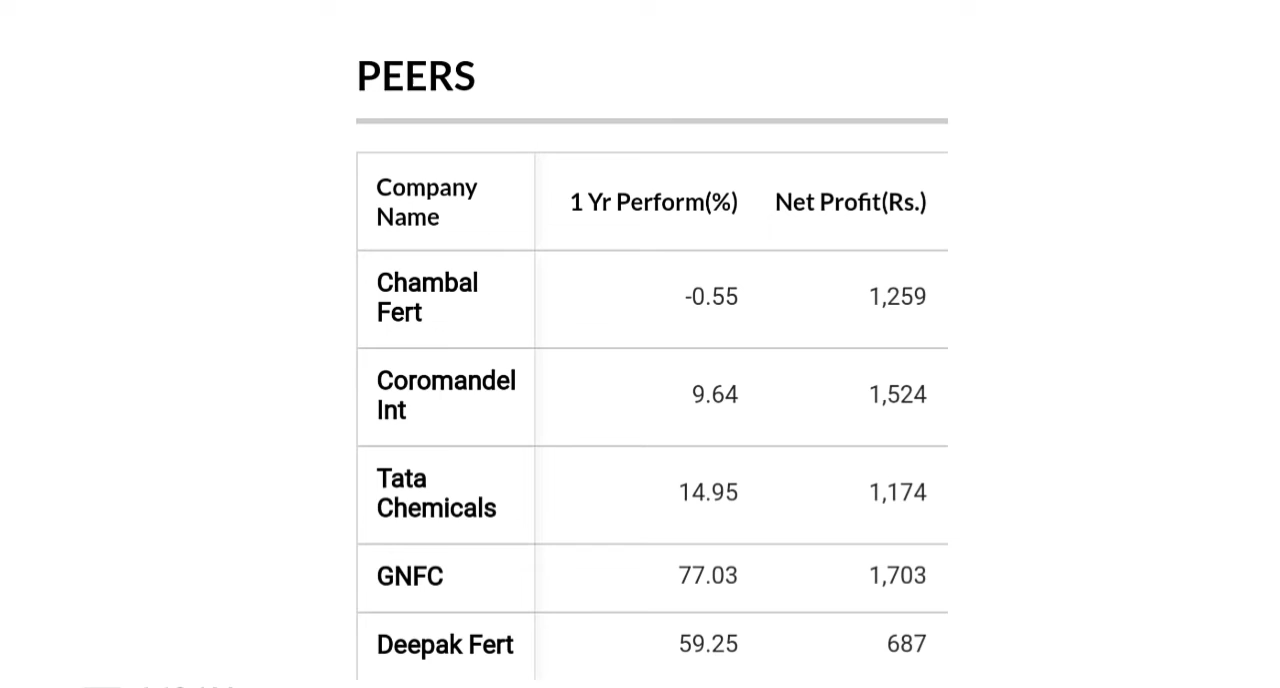 PEERS
Company
Name
1 Yr Perform(%) Net Profit(Rs.)
Chambal
Fert
-0.55 1,259
Coromandel
Int
9.64 1,524
Tata
Chemicals
14.95 1,174
GNFC 77.03 1,703
Deepak Fert 59.25 687